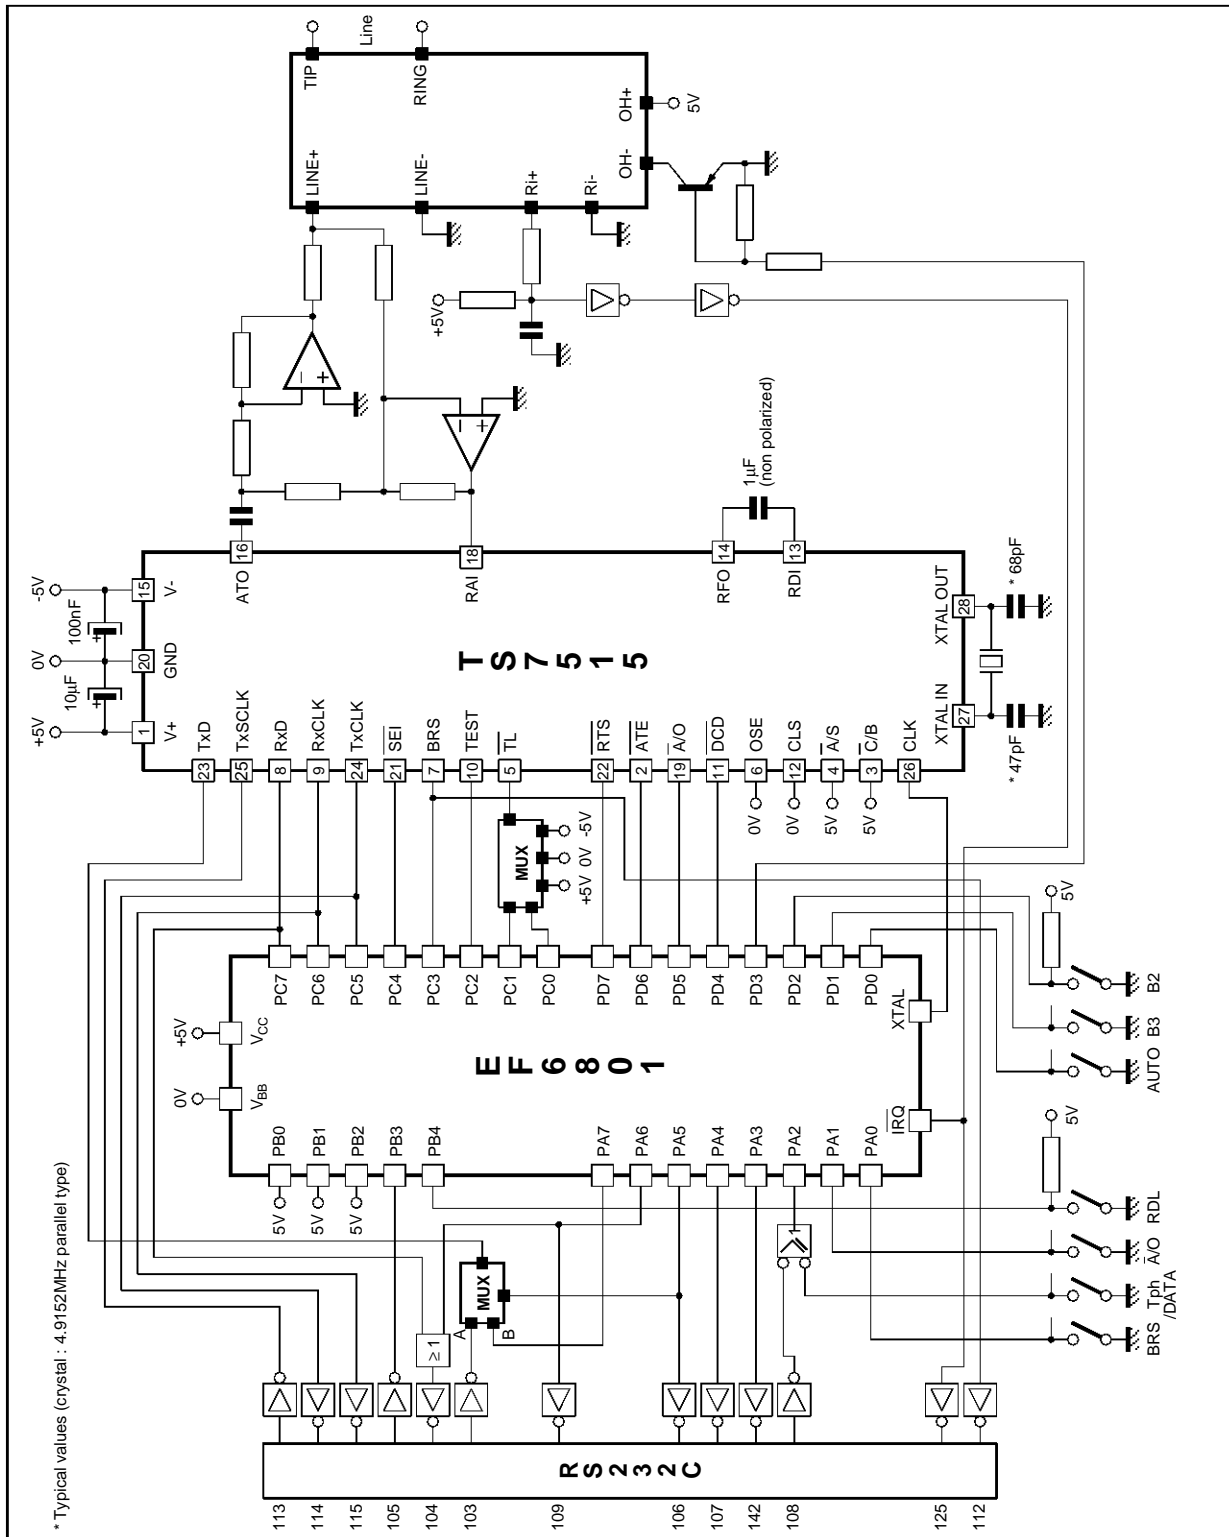 * Typical values (crystal : 4.9152MHz parallel type)
RS232C
113
114
115
105
104
103
109
106
107
142
108
125
112
≥ 1
A
B
MUX
≥ 1
5V
5V
5V
PB0
PB1
PB2
PB3
PB4
PA7
PA6
PA5
PA4
PA3
PA2
PA1
PA0
0V
+5V
VBB
VCC
EF6801
IRQ
XTAL
PC7
PC6
PC5
PC4
PC3
PC2
PC1
PC0
PD7
PD6
PD5
PD4
PD3
PD2
PD1
PD0
BRS
Tph
/DATA
A/O
RDL
5V
AUTO
B3
B2
5V
MUX
+5V
0V
-5V
0V
0V
5V
5V
23 TxD
25 TxSCLK
8 RxD
9 RxCLK
24 TxCLK
21 SEI
7 BRS
10 TEST
5 TL
22 RTS
2 ATE
19 A/O
11 DCD
6 OSE
12 CLS
4 A/S
3 C/B
26 CLK
+5V
0V
-5V
10µF
100nF
+
+
1
20
15
V+
GND
V-
TS7515
XTAL IN
XTAL OUT
27
28
* 47pF
* 68pF
ATO 16
RAI 18
RFO 14
RDI 13
1µF
(non polarized)
−
+
−
+
+5V
LINE+
LINE-
Ri+
Ri-
OH-
OH+
5V
TIP
RING
Line